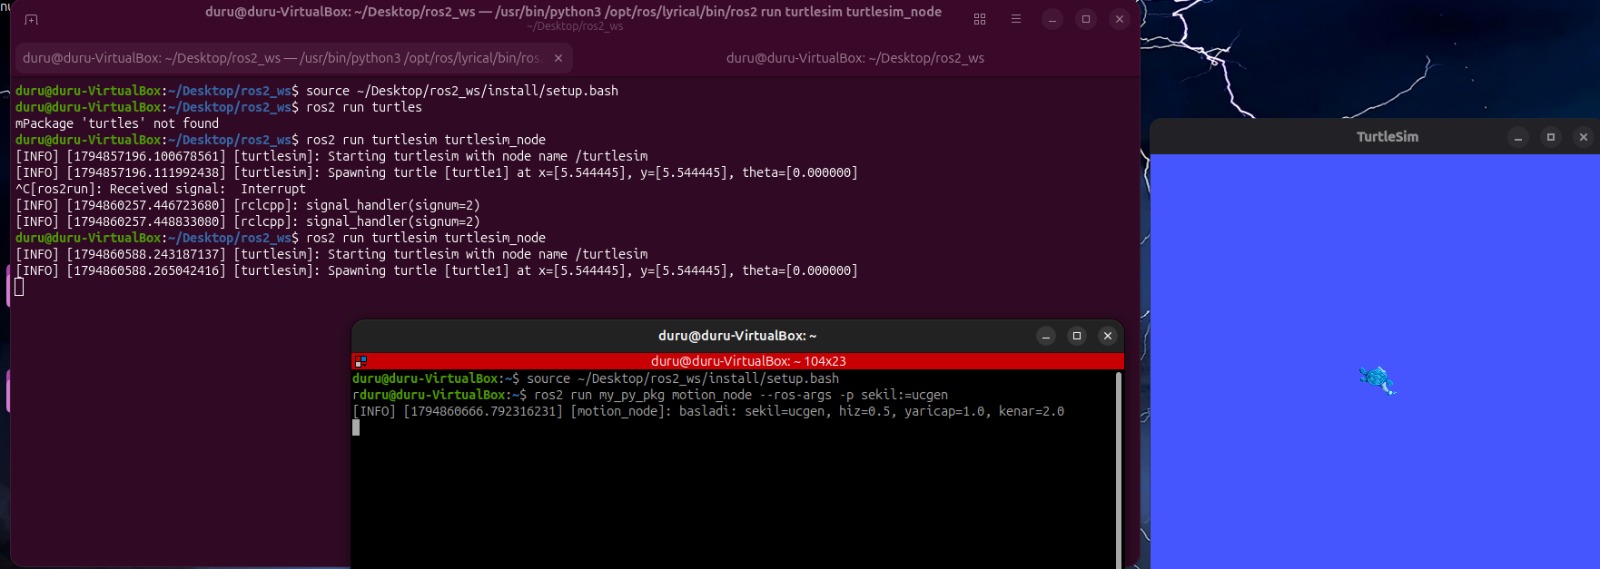 duru@duru-VirtualBox: ~/Desktop/ros2_ws — /usr/bin/python3 /opt/ros/lyrical/bin/ros2 run turtlesim turtlesim_node
~/Desktop/ros2_ws
duru@duru-VirtualBox: ~/Desktop/ros2_ws — /usr/bin/python3 /opt/ros/lyrical/bin/ros.
duru@duru-VirtualBox: ~/Desktop/ros2_ws
duru@duru-VirtualBox:~/Desktop/ros2_ws$ source ~/Desktop/ros2_ws/install/setup.bash
duru@duru-VirtualBox:~/Desktop/ros2_ws$ ros2 run turtles
mPackage 'turtles' not found
duru@duru-VirtualBox:~/Desktop/ros2_ws$ ros2 run turtlesim turtlesim_node
[INFO] [1794857196.100678561] [turtlesim]: Starting turtlesim with node name /turtlesim
[INFO] [1794857196.111992438] [turtlesim]: Spawning turtle [turtle1] at x=[5.544445], y=[5.544445], theta=[0.000000]
^C[ros2run]: Received signal:  Interrupt
[INFO] [1794860257.446723680] [rclcpp]: signal_handler(signum=2)
[INFO] [1794860257.448833080] [rclcpp]: signal_handler(signum=2)
duru@duru-VirtualBox:~/Desktop/ros2_ws$ ros2 run turtlesim turtlesim_node
[INFO] [1794860588.243187137] [turtlesim]: Starting turtlesim with node name /turtlesim
[INFO] [1794860588.265042416] [turtlesim]: Spawning turtle [turtle1] at x=[5.544445], y=[5.544445], theta=[0.000000]
TurtleSim
duru@duru-VirtualBox: ~
duru@duru-VirtualBox: ~ 104x23
duru@duru-VirtualBox:~$ source ~/Desktop/ros2_ws/install/setup.bash
rduru@duru-VirtualBox:~$ ros2 run my_py_pkg motion_node --ros-args -p sekil:=ucgen
[INFO] [1794860666.792316231] [motion_node]: basladi: sekil=ucgen, hiz=0.5, yaricap=1.0, kenar=2.0